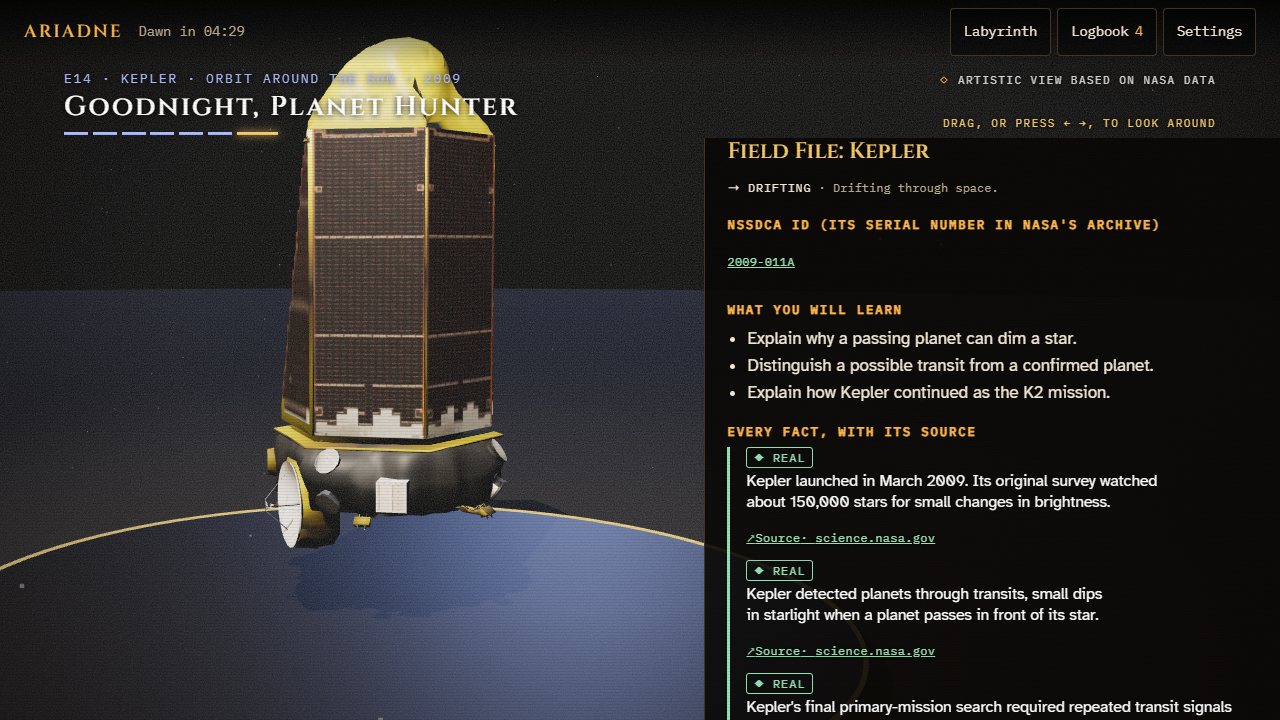 ARIADNE Dawn in 04:29 Labyrinth Logbook 4 Settings
E14 · KEPLER · ORBIT AROUND THE SUN · 2009
GOODNIGHT, PLANET HUNTER
◇ ARTISTIC VIEW BASED ON NASA DATA
DRAG, OR PRESS ← →, TO LOOK AROUND
FIELD FILE: KEPLER
→ DRIFTING · Drifting through space.
NSSDCA ID (ITS SERIAL NUMBER IN NASA'S ARCHIVE)
2009-011A
WHAT YOU WILL LEARN
• Explain why a passing planet can dim a star.
• Distinguish a possible transit from a confirmed planet.
• Explain how Kepler continued as the K2 mission.
EVERY FACT, WITH ITS SOURCE
◆ REAL
Kepler launched in March 2009. Its original survey watched
about 150,000 stars for small changes in brightness.
↗Source· science.nasa.gov
◆ REAL
Kepler detected planets through transits, small dips
in starlight when a planet passes in front of its star.
↗Source· science.nasa.gov
◆ REAL
Kepler's final primary-mission search required repeated transit signals